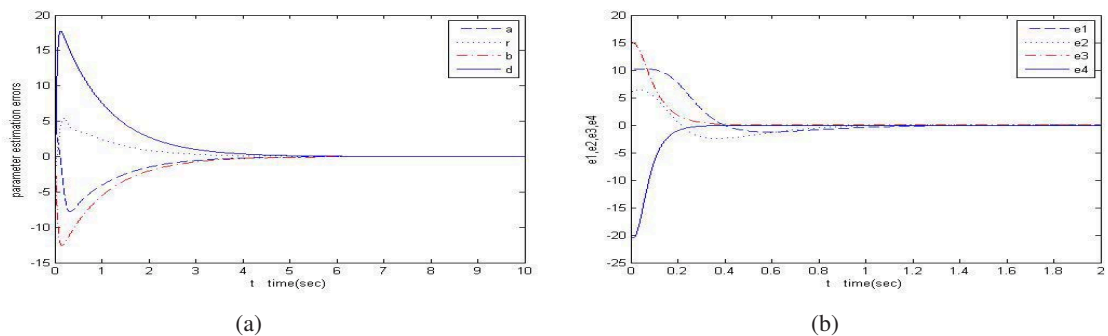 20
15
10
5
0
-5
-10
-15
parameter estimation errors
0 1 2 3 4 5 6 7 8 9 10
t time(sec)
a
r
b
d
(a)
20
15
10
5
0
-5
-10
-15
-20
-25
e1,e2,e3,e4
0 0.2 0.4 0.6 0.8 1 1.2 1.4 1.6 1.8 2
t time(sec)
e1
e2
e3
e4
(b)